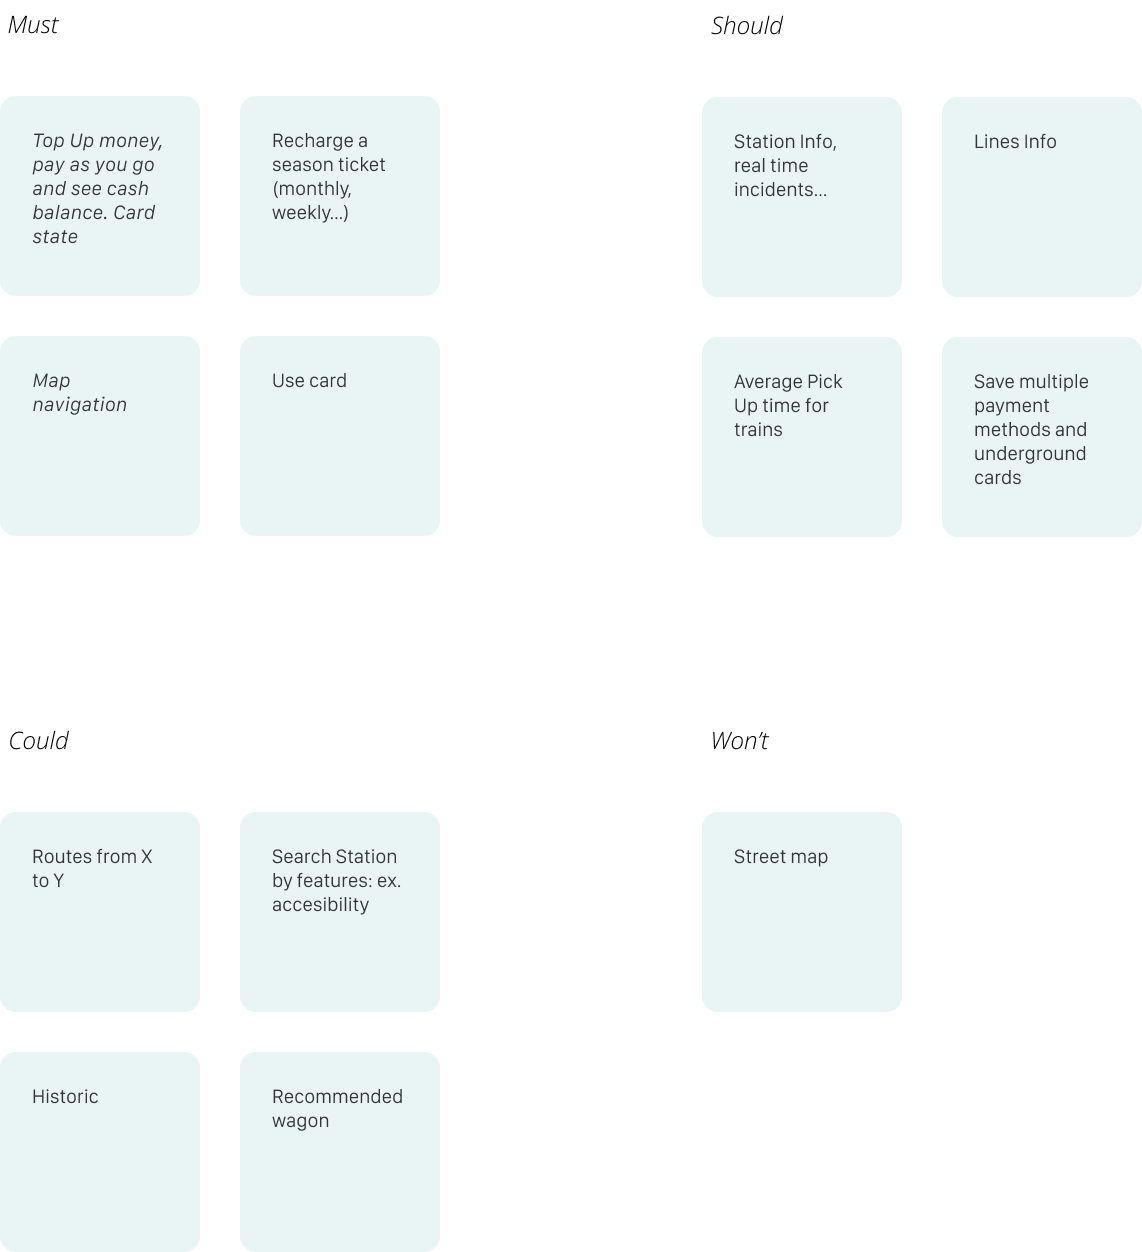 Must
Top Up money,
pay as you go
and see cash
balance. Card
state
Recharge a
season ticket
(monthly,
weekly...)
Map
navigation
Use card
Should
Station Info,
real time
incidents...
Lines Info
Average Pick
Up time for
trains
Save multiple
payment
methods and
underground
cards
Could
Routes from X
to Y
Search Station
by features: ex.
accesibility
Historic
Recommended
wagon
Won't
Street map